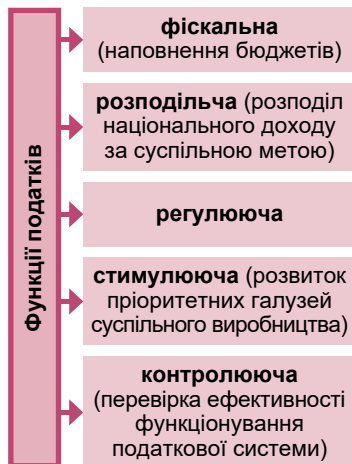 Функції податків
фіскальна
(наповнення бюджетів)
розподільча (розподіл
національного доходу
за суспільною метою)
регулююча
стимулююча (розвиток
пріоритетних галузей
суспільного виробництва)
контролююча
(перевірка ефективності
функціонування
податкової системи)